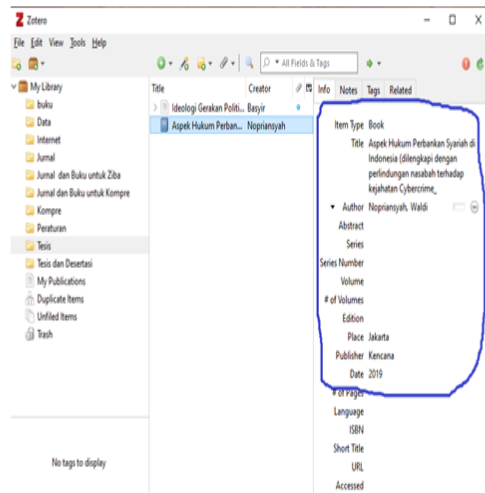 Zotero
File Edit View Tools Help
All Fields & Tags
My Library
buku
Data
Internet
Jurnal
Jurnal dan Buku untuk Ziba
Jurnal dan Buku untuk Kompre
Kompre
Peraturan
Tesis
Tesis dan Desertasi
My Publications
Duplicate Items
Unfiled Items
Trash
No tags to display
Title Creator
Ideologi Gerakan Politi... Basyir
Aspek Hukum Perban... Nopriansyah
Info Notes Tags Related
Item Type Book
Title Aspek Hukum Perbankan Syariah di
Indonesia (dilengkapi dengan
perlindungan nasabah terhadap
kejahatan Cybercrime_
Author Nopriansyah, Waldi
Abstract
Series
Series Number
Volume
# of Volumes
Edition
Place Jakarta
Publisher Kencana
Date 2019
# of Pages
Language
ISBN
Short Title
URL
Accessed